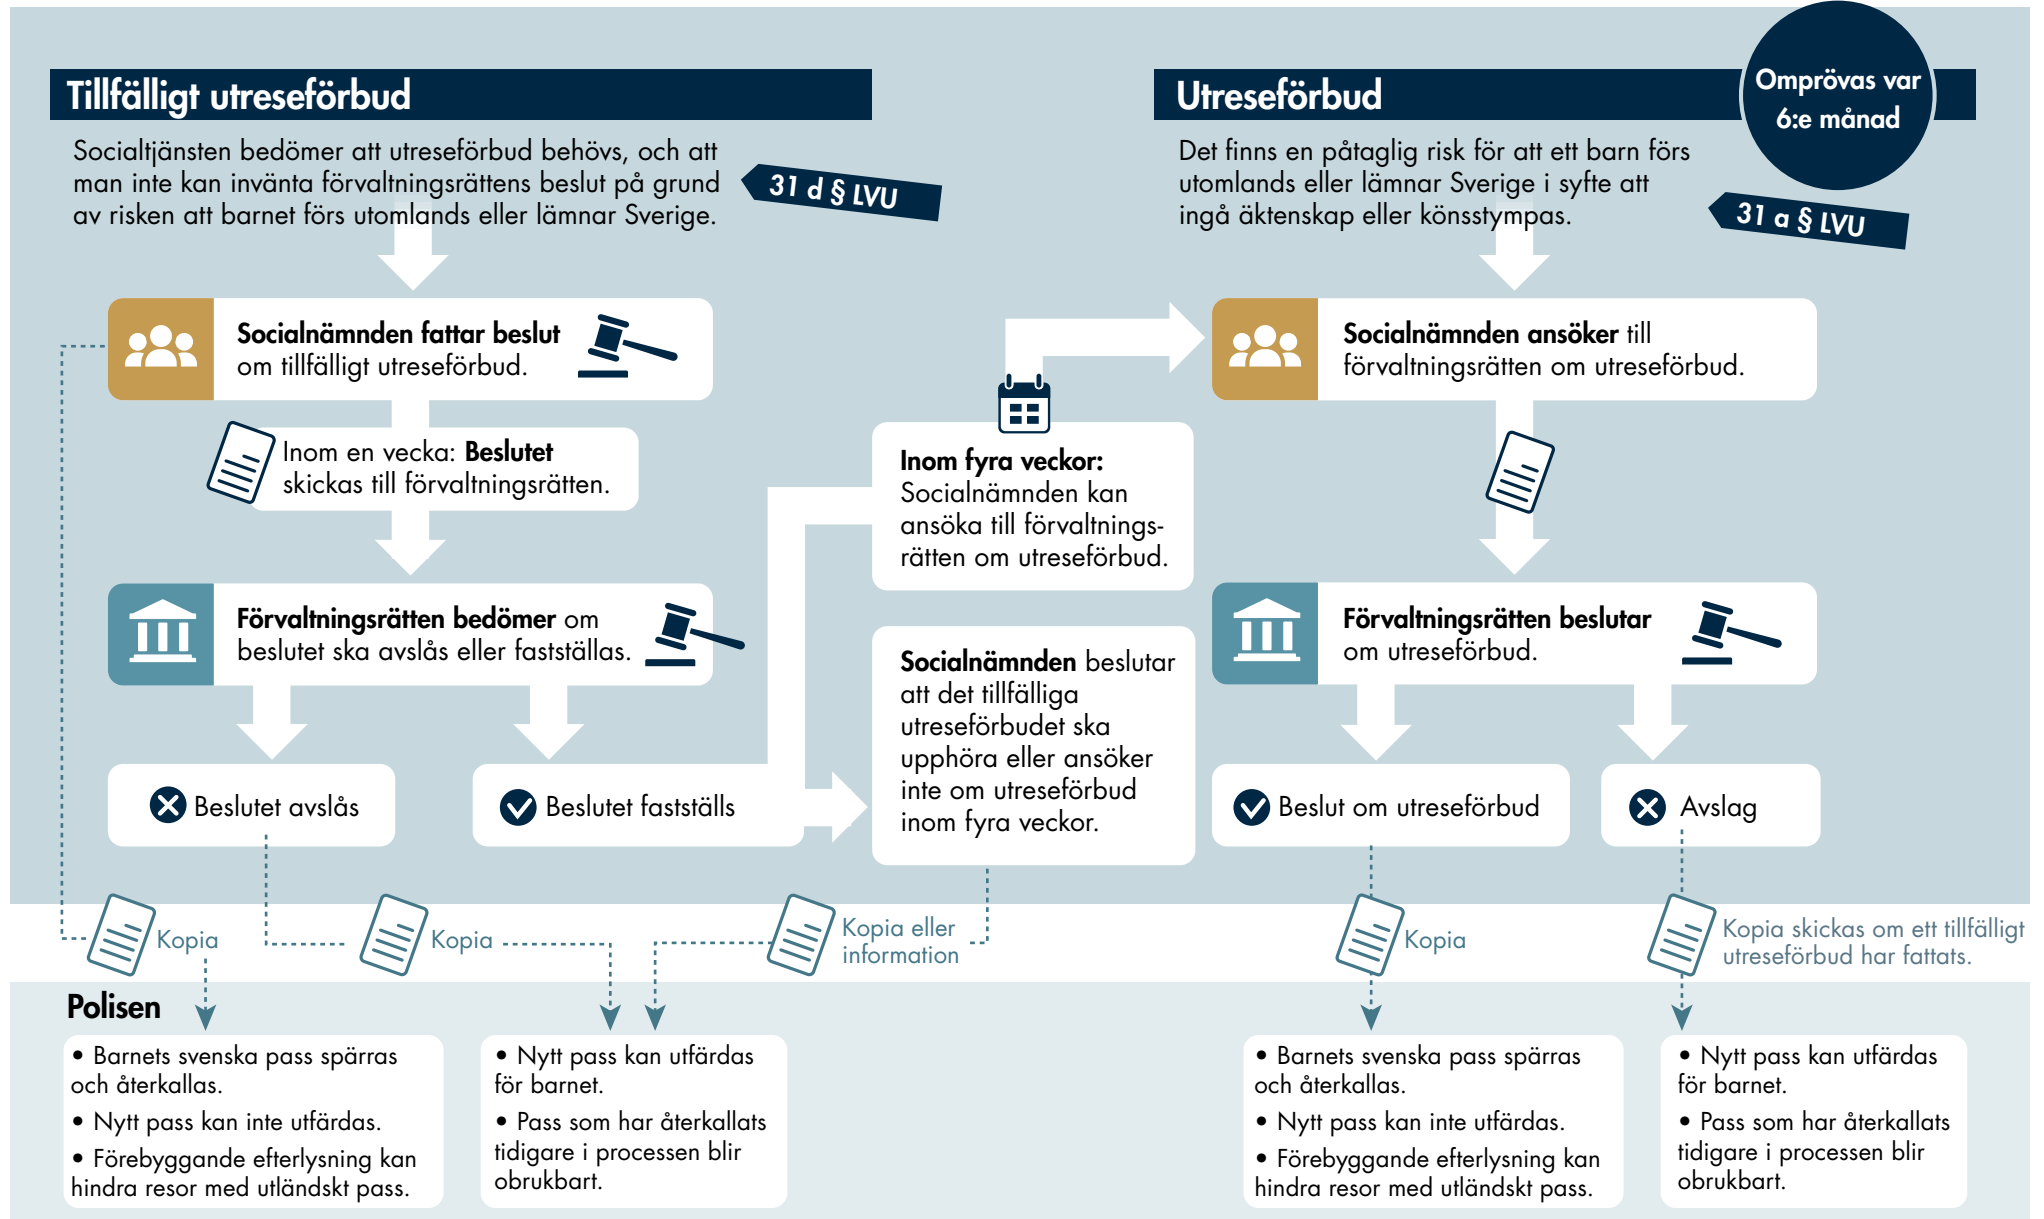 Tillfälligt utreseförbud
Socialtjänsten bedömer att utreseförbud behövs, och att
man inte kan invänta förvaltningsrättens beslut på grund
av risken att barnet förs utomlands eller lämnar Sverige.
31 d § LVU
Socialnämnden fattar beslut
om tillfälligt utreseförbud.
Inom en vecka: Beslutet
skickas till förvaltningsrätten.
Förvaltningsrätten bedömer om
beslutet ska avslås eller fastställas.
Beslutet avslås
Beslutet fastställs
Inom fyra veckor:
Socialnämnden kan
ansöka till förvaltnings-
rätten om utreseförbud.
Socialnämnden beslutar
att det tillfälliga
utreseförbudet ska
upphöra eller ansöker
inte om utreseförbud
inom fyra veckor.
Utreseförbud
Omprövas var
6:e månad
Det finns en påtaglig risk för att ett barn förs
utomlands eller lämnar Sverige i syfte att
ingå äktenskap eller könsstympas.
31 a § LVU
Socialnämnden ansöker till
förvaltningsrätten om utreseförbud.
Förvaltningsrätten beslutar
om utreseförbud.
Beslut om utreseförbud
Avslag
Kopia
Kopia
Kopia eller
information
Kopia
Kopia skickas om ett tillfälligt
utreseförbud har fattats.
Polisen
• Barnets svenska pass spärras
och återkallas.
• Nytt pass kan inte utfärdas.
• Förebyggande efterlysning kan
hindra resor med utländskt pass.
• Nytt pass kan utfärdas
för barnet.
• Pass som har återkallats
tidigare i processen blir
obrukbart.
• Barnets svenska pass spärras
och återkallas.
• Nytt pass kan inte utfärdas.
• Förebyggande efterlysning kan
hindra resor med utländskt pass.
• Nytt pass kan utfärdas
för barnet.
• Pass som har återkallats
tidigare i processen blir
obrukbart.